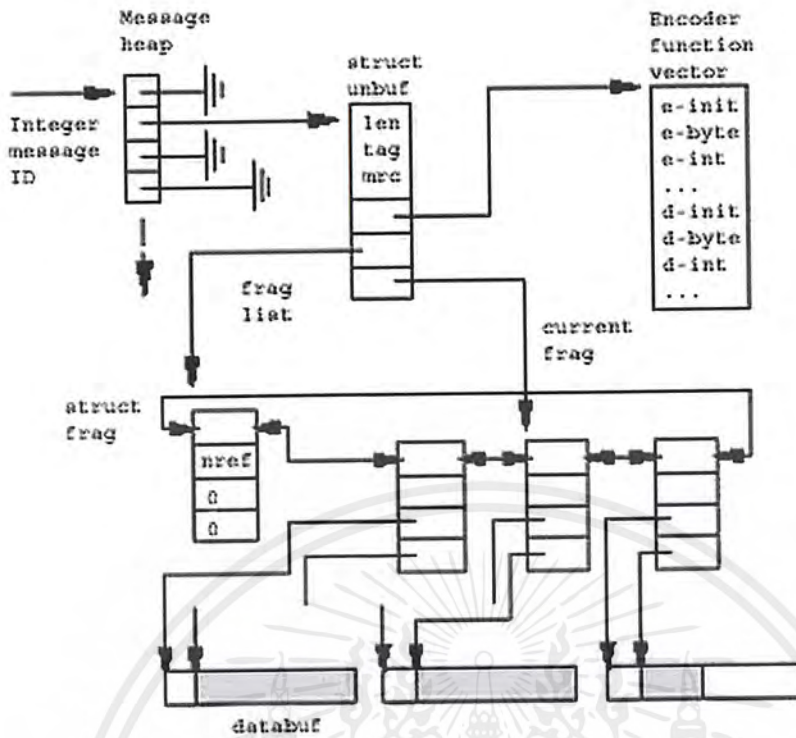 Message
heap
Integer
message
ID
struct
unbuf
len
tag
mrc
Encoder
function
vector
e-init
e-byte
e-int
...
d-init
d-byte
d-int
...
frag
list
current
frag
struct
frag
nref
0
0
databuf